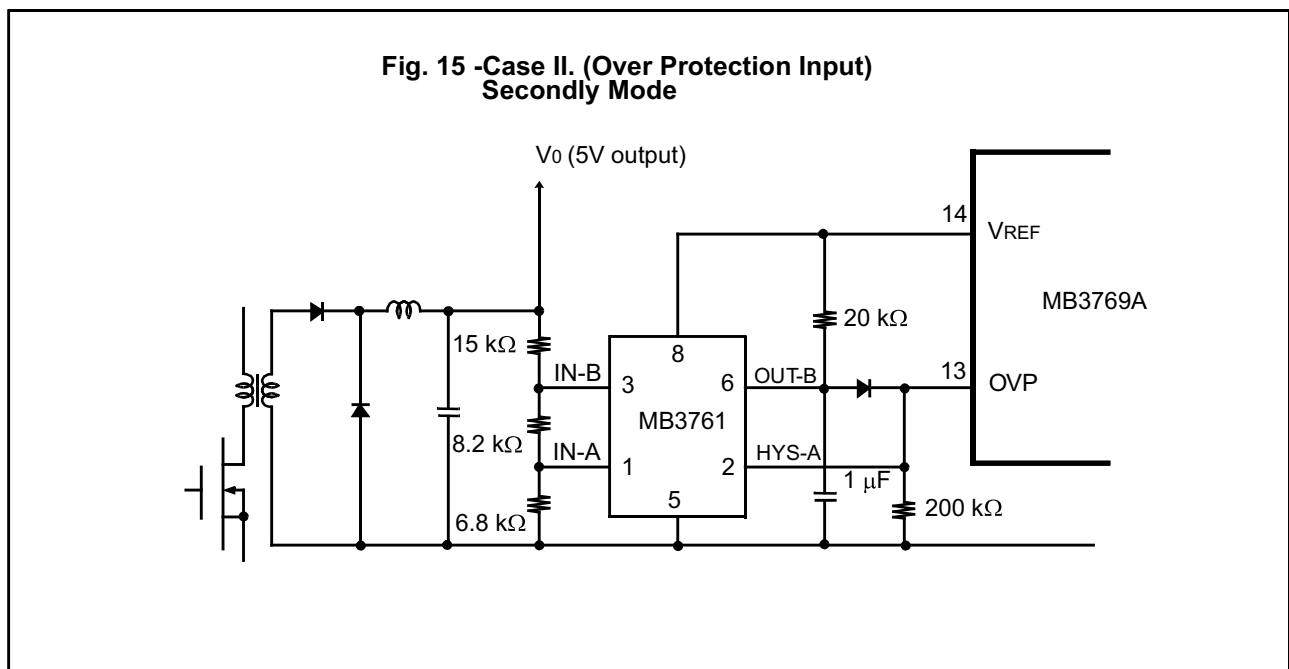 Fig. 15 -Case II. (Over Protection Input)
Secondly Mode
V0 (5V output)
14
VREF
MB3769A
20 kΩ
15 kΩ
8
IN-B
3
6
OUT-B
13
OVP
MB3761
8.2 kΩ
IN-A
1
2
HYS-A
1 μF
5
6.8 kΩ
200 kΩ